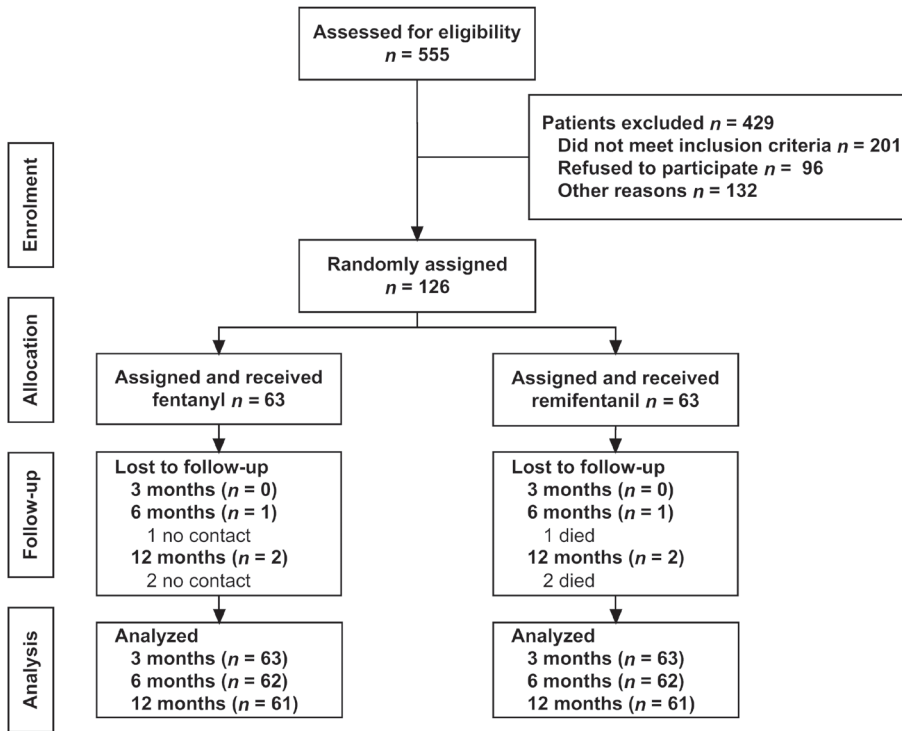 Assessed for eligibility
n = 555
Patients excluded n = 429
Did not meet inclusion criteria n = 201
Refused to participate n = 96
Other reasons n = 132
Enrolment
Randomly assigned
n = 126
Allocation
Assigned and received
fentanyl n = 63
Assigned and received
remifentanil n = 63
Follow-up
Lost to follow-up
3 months (n = 0)
6 months (n = 1)
1 no contact
12 months (n = 2)
2 no contact
Lost to follow-up
3 months (n = 0)
6 months (n = 1)
1 died
12 months (n = 2)
2 died
Analysis
Analyzed
3 months (n = 63)
6 months (n = 62)
12 months (n = 61)
Analyzed
3 months (n = 63)
6 months (n = 62)
12 months (n = 61)